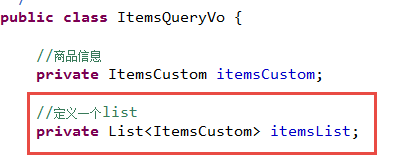 public class ItemsQueryVo {
//商品信息
private ItemsCustom itemsCustom;
//定义一个list
private List<ItemsCustom> itemsList;